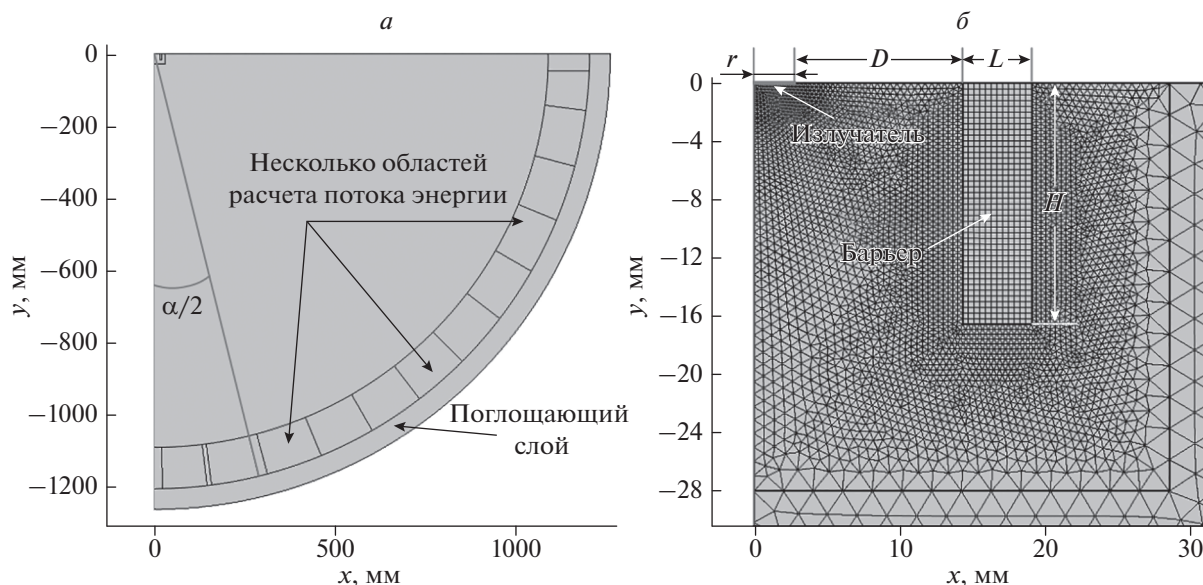 а
0
−200
−400
−600
−800
−1000
−1200
y, мм
Несколько областей
расчета потока энергии
α/2
Поглощающий
слой
0
500
1000
x, мм
б
r
D
L
0
−4
−8
−12
−16
−20
−24
−28
y, мм
Излучатель
H
Барьер
0
10
20
30
x, мм